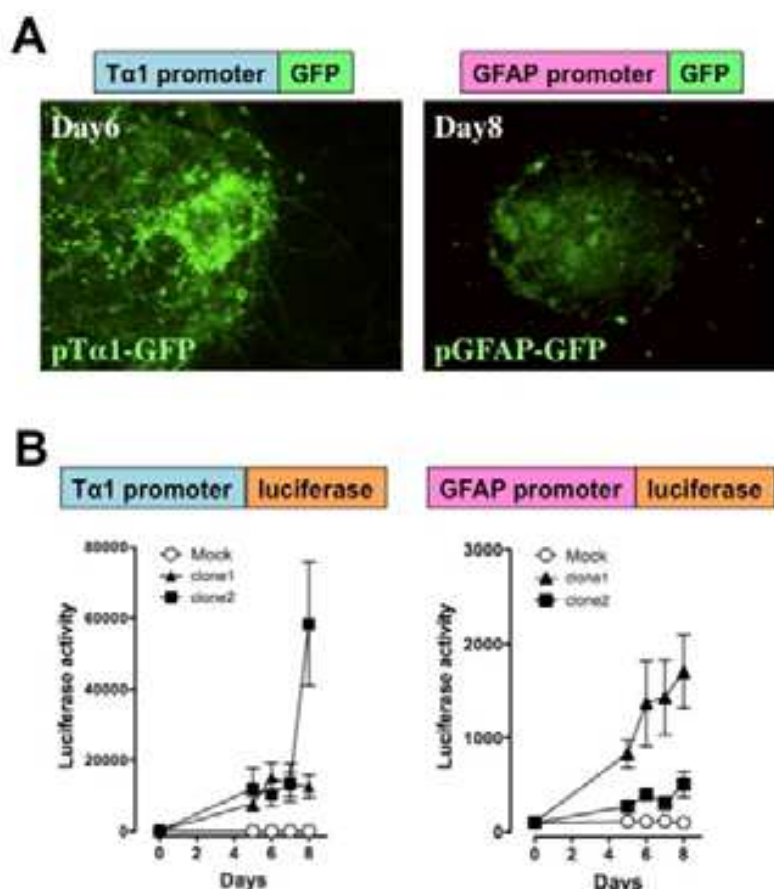 A
Tα1 promoter GFP
GFAP promoter GFP
Day6
Day8
pTα1-GFP
pGFAP-GFP
B
Tα1 promoter luciferase
GFAP promoter luciferase
Luciferase activity
80000
60000
40000
20000
0
Mock
clone1
clone2
0 2 4 6 8
Days
Luciferase activity
3000
2000
1000
0
Mock
clone1
clone2
0 2 4 6 8
Days